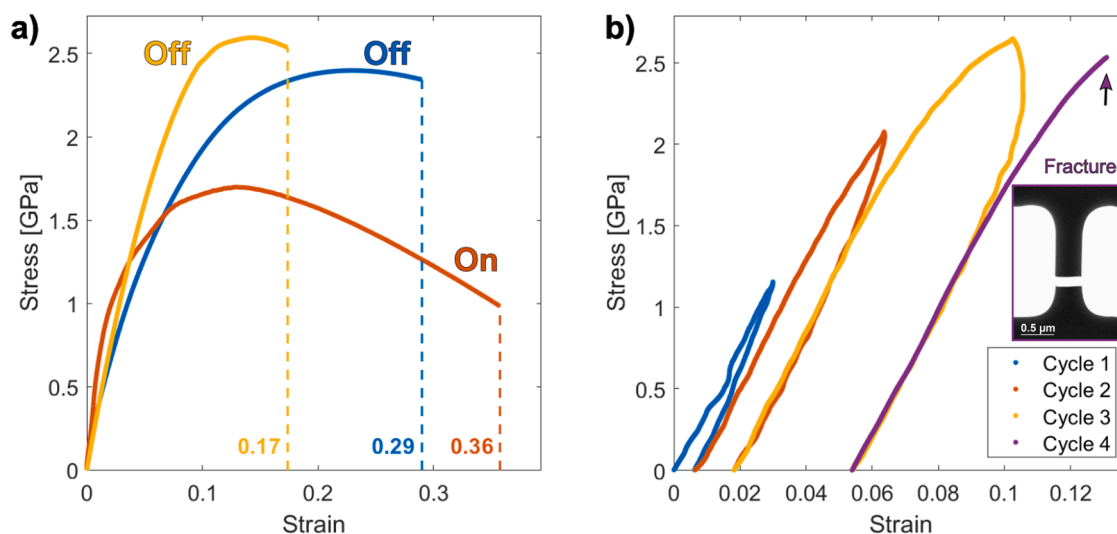 a)
Off
Off
On
0.17
0.29
0.36
2.5
2
1.5
1
0.5
0
Stress [GPa]
0
0.1
0.2
0.3
Strain
b)
Fracture
0.5 µm
Cycle 1
Cycle 2
Cycle 3
Cycle 4
2.5
2
1.5
1
0.5
0
Stress [GPa]
0
0.02
0.04
0.06
0.08
0.1
0.12
Strain